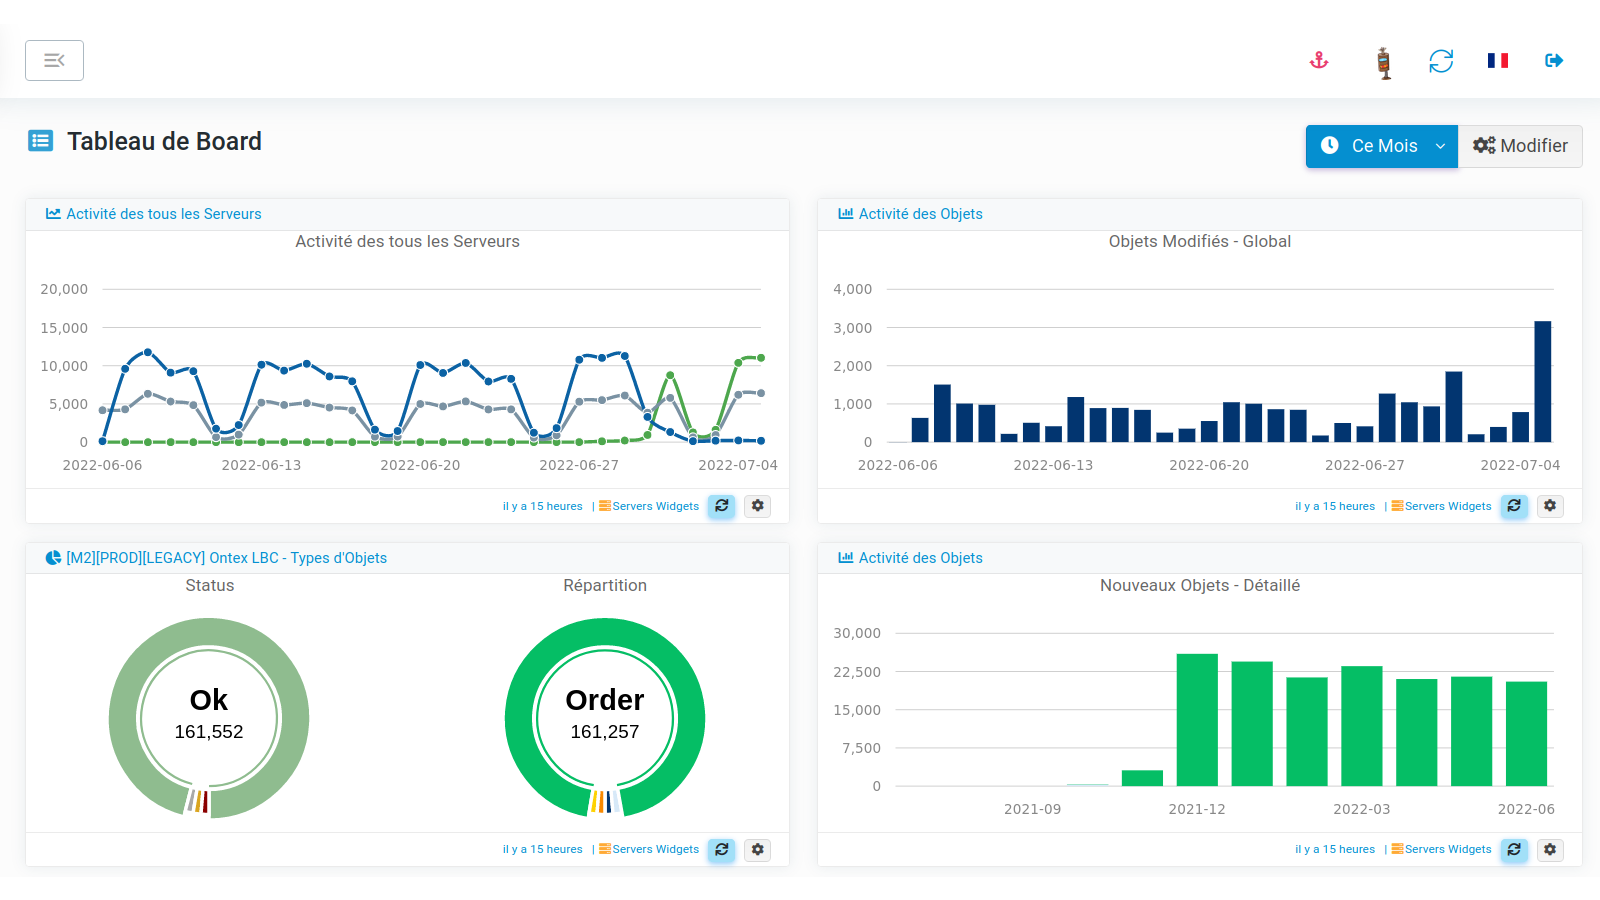 Tableau de Board
Ce Mois
Modifier
Activité des tous les Serveurs
Activité des tous les Serveurs
20,000
15,000
10,000
5,000
0
2022-06-06 2022-06-13 2022-06-20 2022-06-27 2022-07-04
il y a 15 heures | Servers Widgets
Activité des Objets
Objets Modifiés - Global
4,000
3,000
2,000
1,000
0
2022-06-06 2022-06-13 2022-06-20 2022-06-27 2022-07-04
il y a 15 heures | Servers Widgets
[M2][PROD][LEGACY] Ontex LBC - Types d'Objets
Status
Ok
161,552
Répartition
Order
161,257
il y a 15 heures | Servers Widgets
Activité des Objets
Nouveaux Objets - Détaillé
30,000
22,500
15,000
7,500
0
2021-09 2021-12 2022-03 2022-06
il y a 15 heures | Servers Widgets